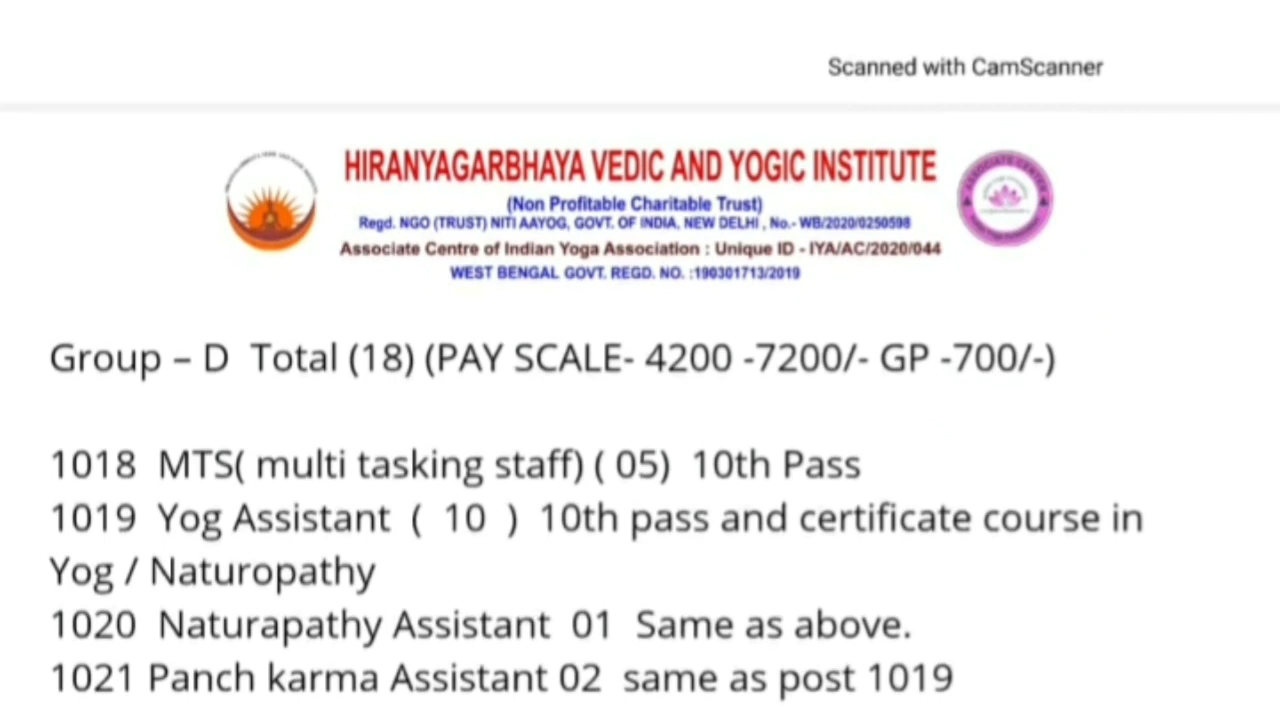 Scanned with CamScanner
HIRANYAGARBHAYA VEDIC AND YOGIC INSTITUTE
(Non Profitable Charitable Trust)
Regd. NGO (TRUST) NITI AAYOG, GOVT. OF INDIA, NEW DELHI , No.- WB/2020/0250598
Associate Centre of Indian Yoga Association : Unique ID - IYA/AC/2020/044
WEST BENGAL GOVT. REGD. NO. :190301713/2019
Group – D Total (18) (PAY SCALE- 4200 -7200/- GP -700/-)
1018 MTS( multi tasking staff) ( 05) 10th Pass
1019 Yog Assistant ( 10 ) 10th pass and certificate course in
Yog / Naturopathy
1020 Naturapathy Assistant 01 Same as above.
1021 Panch karma Assistant 02 same as post 1019